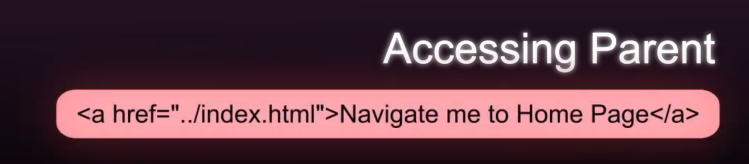 Accessing Parent
<a href="../index.html">Navigate me to Home Page</a>